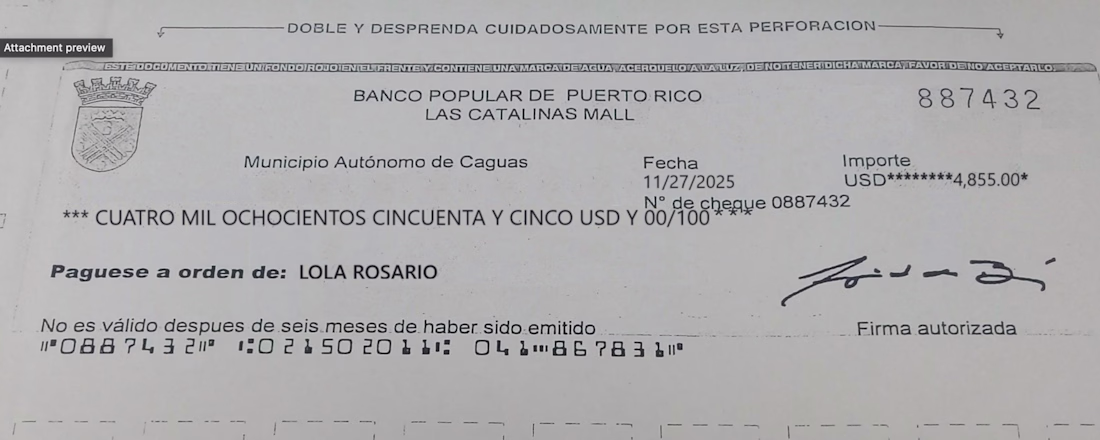 DOBLE Y DESPRENDA CUIDADOSAMENTE POR ESTA PERFORACION
Attachment preview
ESTE DOCUMENTO TIENE UN FONDO ROJO EN EL FRENTE Y CONTIENE UNA MARCA DE AGUA, ACERQUELO A LA LUZ, DE NO TENER DICHA MARCA, FAVOR DE NO ACEPTARLO.
BANCO POPULAR DE PUERTO RICO
LAS CATALINAS MALL
887432
Municipio Autónomo de Caguas
Fecha
11/27/2025
Importe
USD********4,855.00*
N° de cheque 0887432
*** CUATRO MIL OCHOCIENTOS CINCUENTA Y CINCO USD Y 00/100 ***
Paguese a orden de: LOLA ROSARIO
No es válido despues de seis meses de haber sido emitido
Firma autorizada
⑈0887432⑈ ⑆021502011⑆ 041⑉867831⑈